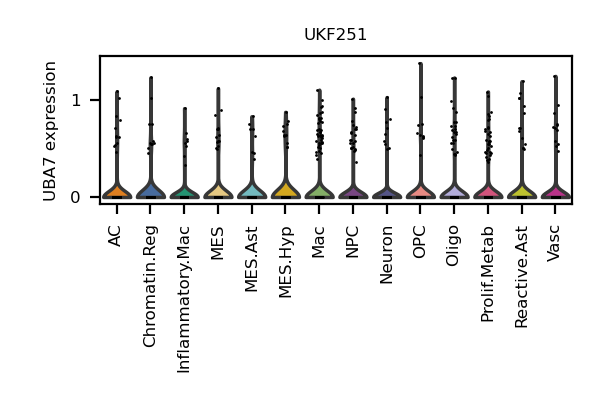 UKF251
UBA7 expression
1
0
AC
Chromatin.Reg
Inflammatory.Mac
MES
MES.Ast
MES.Hyp
Mac
NPC
Neuron
OPC
Oligo
Prolif.Metab
Reactive.Ast
Vasc